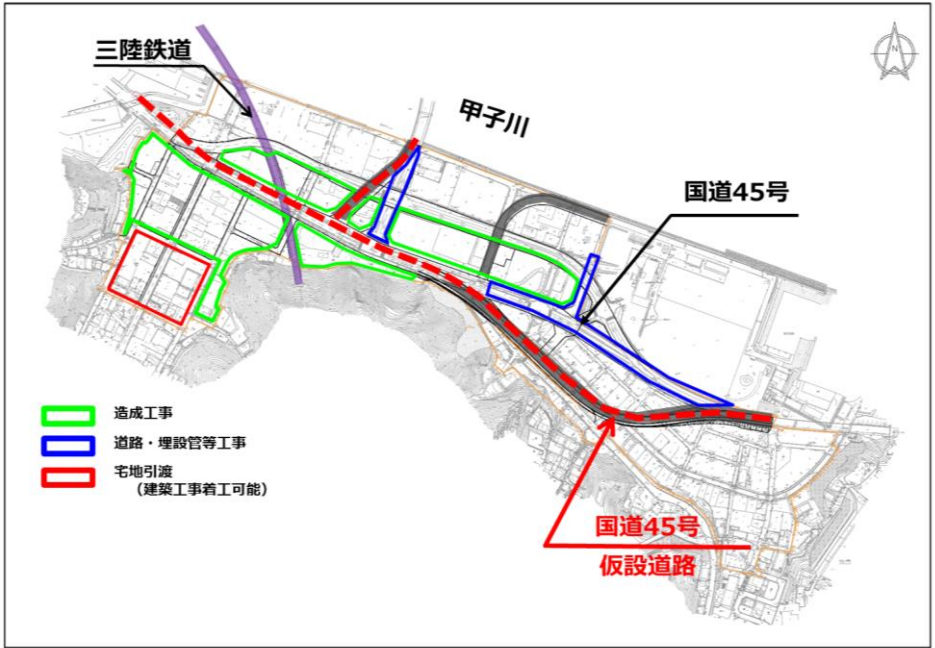 三陸鉄道
N
甲子川
国道45号
造成工事
道路・埋設管等工事
宅地引渡
(建築工事着工可能)
国道45号
仮設道路